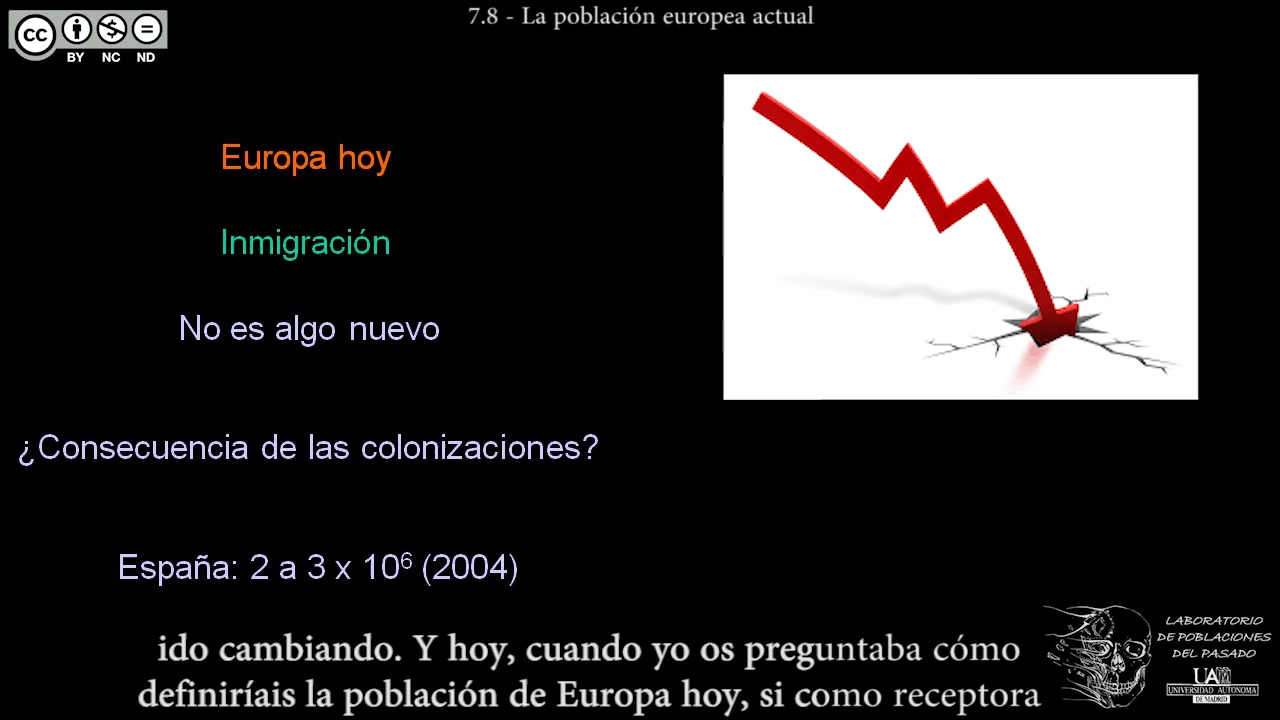 7.8 - La población europea actual
CC
BY NC ND
Europa hoy
Inmigración
No es algo nuevo
¿Consecuencia de las colonizaciones?
España: 2 a 3 x 10⁶ (2004)
ido cambiando. Y hoy, cuando yo os preguntaba cómo
definiríais la población de Europa hoy, si como receptora
LABORATORIO
DE POBLACIONES
DEL PASADO
UAM
UNIVERSIDAD AUTONOMA
DE MADRID